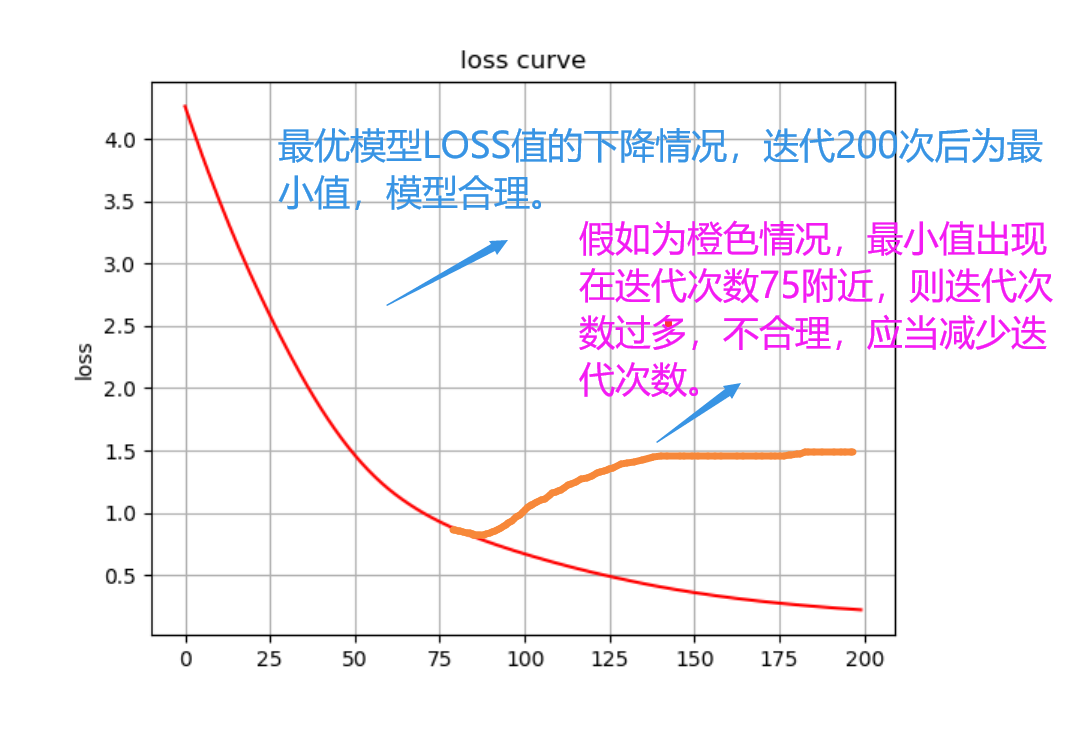 loss curve
最优模型LOSS值的下降情况，迭代200次后为最
小值，模型合理。
假如为橙色情况，最小值出现
在迭代次数75附近，则迭代次
数过多，不合理，应当减少迭
代次数。
loss
4.0
3.5
3.0
2.5
2.0
1.5
1.0
0.5
0 25 50 75 100 125 150 175 200